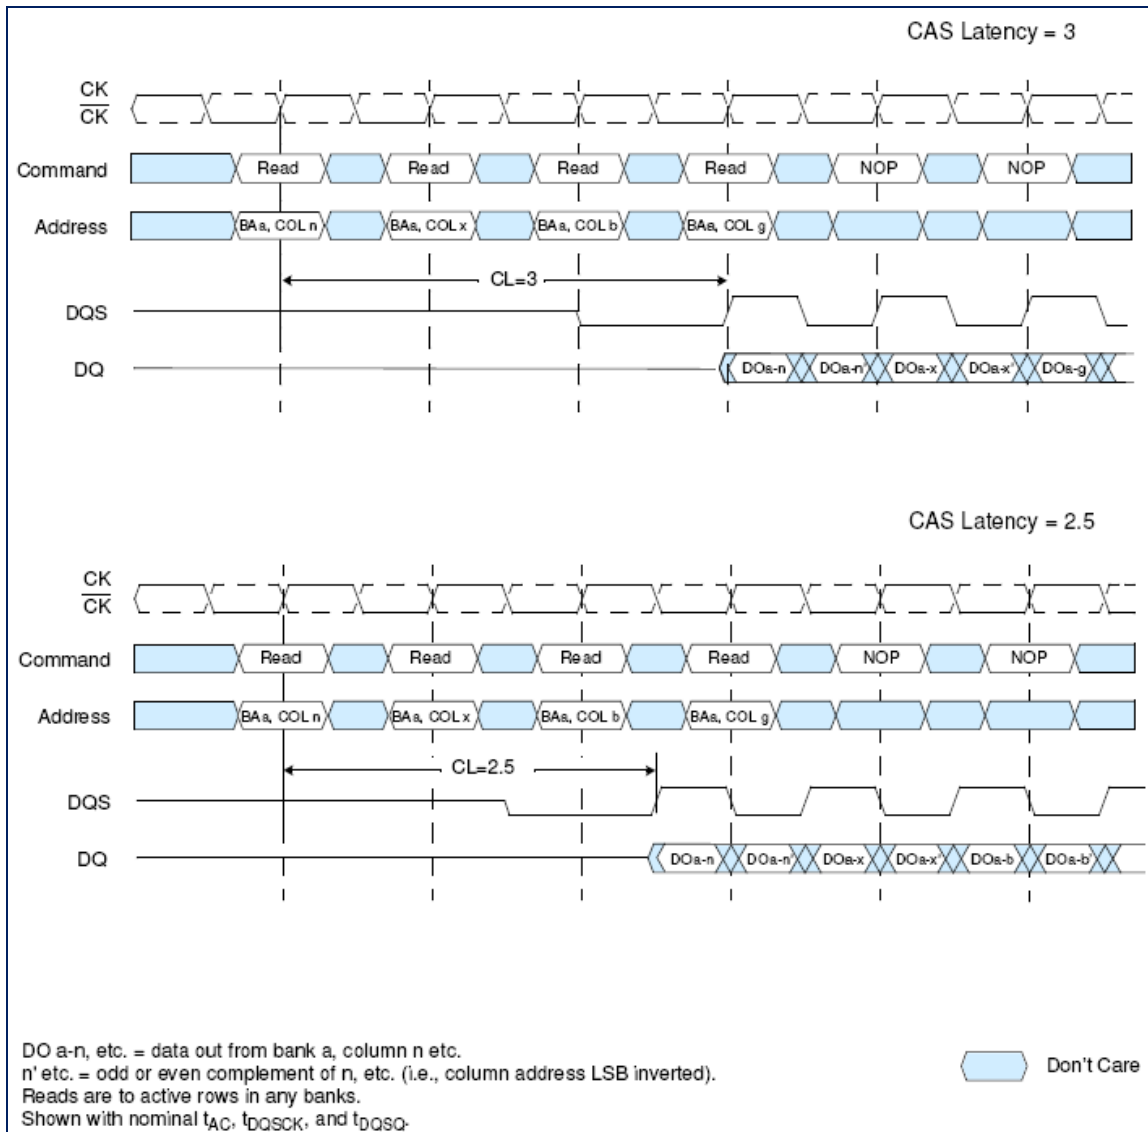 CAS Latency = 3
CK
CK
Command Read Read Read Read NOP NOP
Address BAa, COL n BAa, COL x BAa, COL b BAa, COL g
CL=3
DQS
DQ DOa-n DOa-n' DOa-x DOa-x' DOa-g
CAS Latency = 2.5
CK
CK
Command Read Read Read Read NOP NOP
Address BAa, COL n BAa, COL x BAa, COL b BAa, COL g
CL=2.5
DQS
DQ DOa-n DOa-n' DOa-x DOa-x' DOa-b DOa-b'
DO a-n, etc. = data out from bank a, column n etc.
n' etc. = odd or even complement of n, etc. (i.e., column address LSB inverted).
Reads are to active rows in any banks.
Shown with nominal tAC, tDQSCK, and tDQSQ.
Don't Care